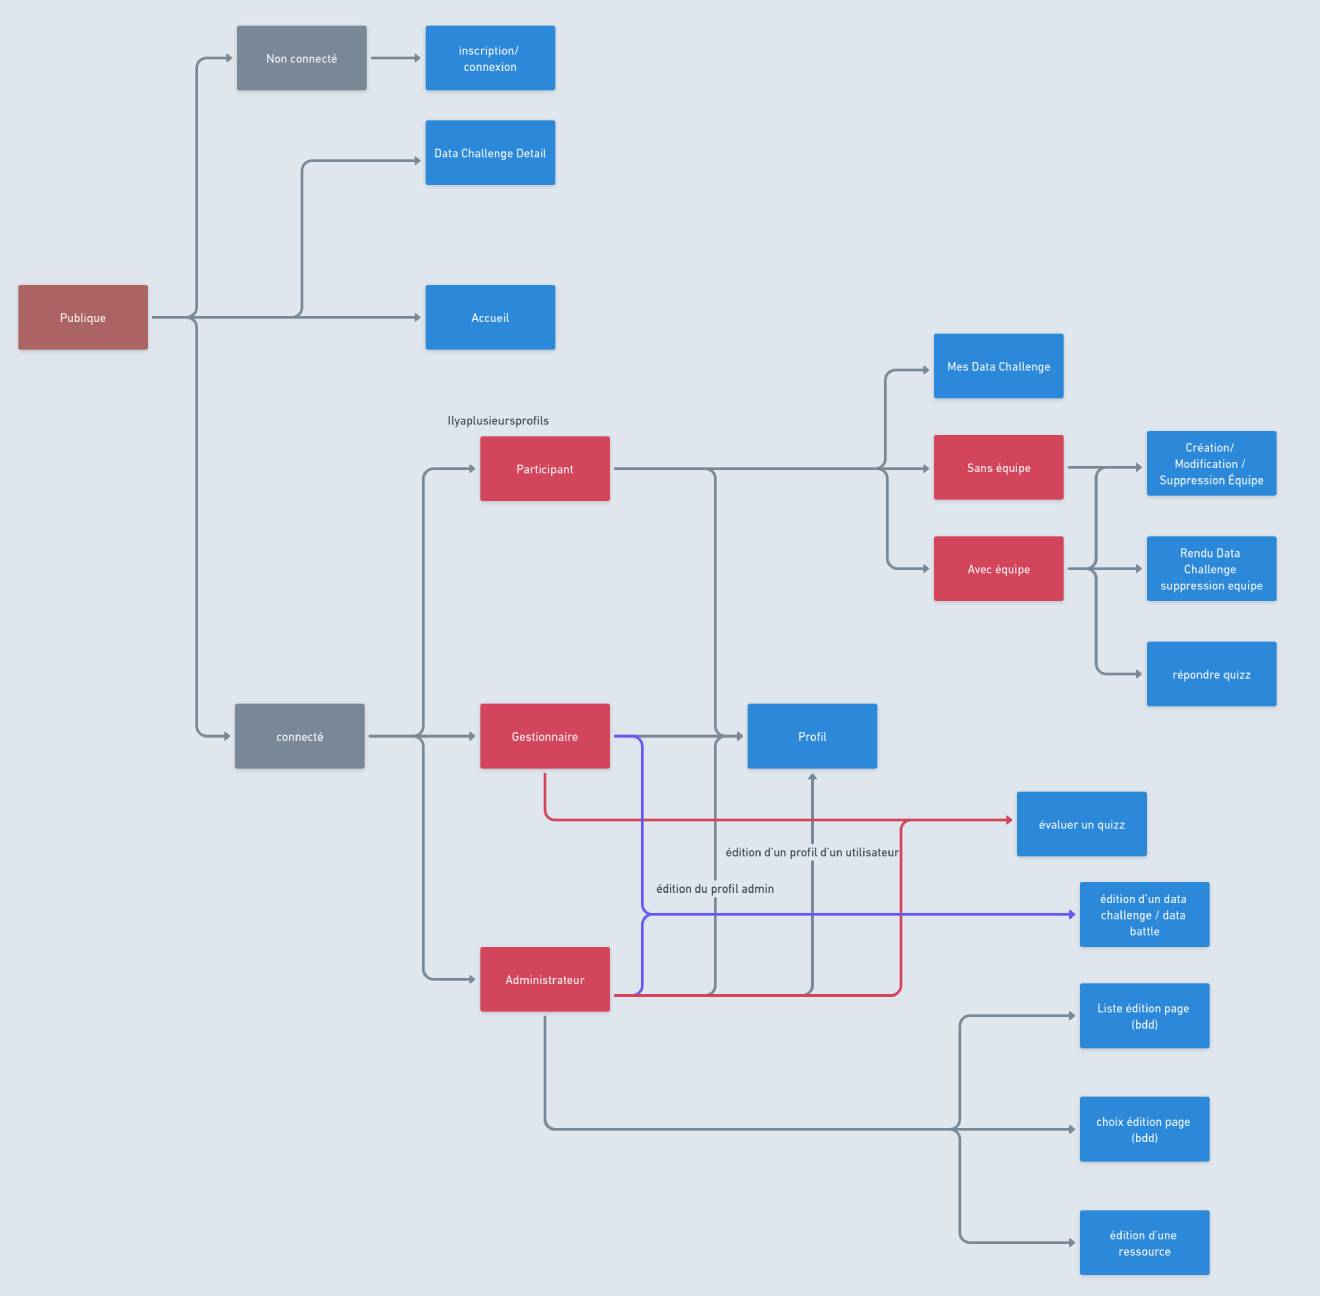 Non connecté
inscription/
connexion
Data Challenge Detail
Publique
Accueil
Mes Data Challenge
Ilyaplusieursprofils
Participant
Sans équipe
Création/
Modification /
Suppression Équipe
Avec équipe
Rendu Data
Challenge
suppression equipe
répondre quizz
connecté
Gestionnaire
Profil
évaluer un quizz
édition d'un profil d'un utilisateur
édition du profil admin
édition d'un data
challenge / data
battle
Administrateur
Liste édition page
(bdd)
choix édition page
(bdd)
édition d'une
ressource